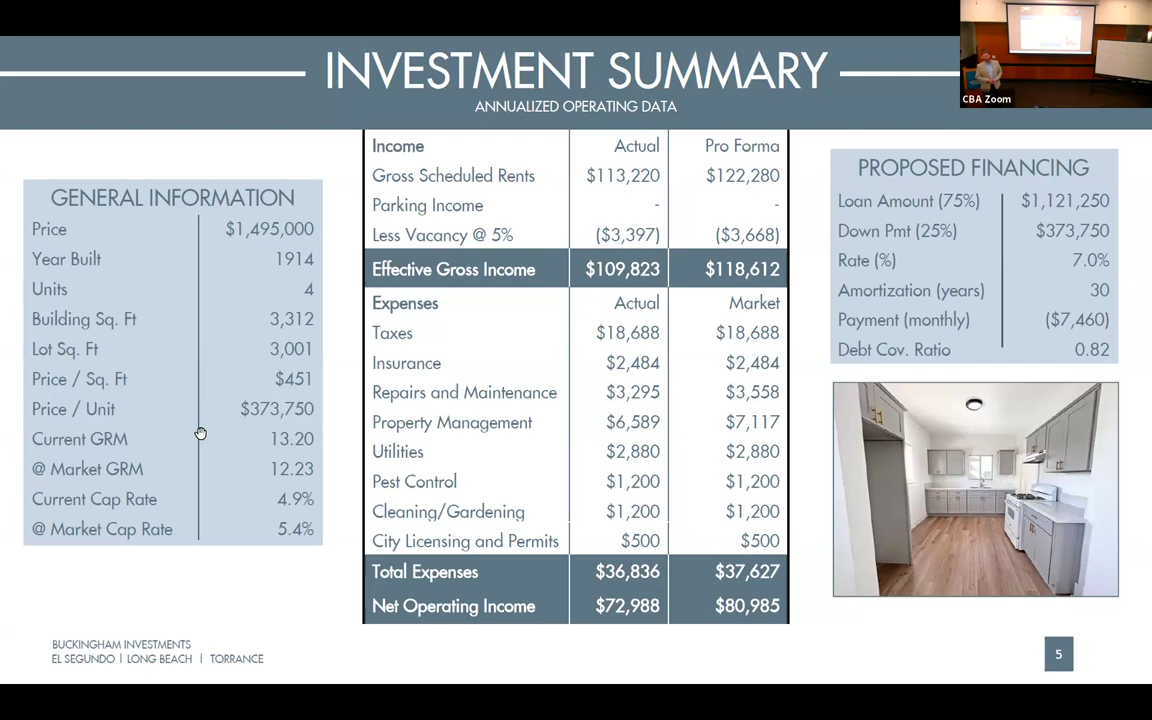 INVESTMENT SUMMARY
ANNUALIZED OPERATING DATA
CBA Zoom
GENERAL INFORMATION
Price $1,495,000
Year Built 1914
Units 4
Building Sq. Ft 3,312
Lot Sq. Ft 3,001
Price / Sq. Ft $451
Price / Unit $373,750
Current GRM 13.20
@ Market GRM 12.23
Current Cap Rate 4.9%
@ Market Cap Rate 5.4%
Income Actual Pro Forma
Gross Scheduled Rents $113,220 $122,280
Parking Income - -
Less Vacancy @ 5% ($3,397) ($3,668)
Effective Gross Income $109,823 $118,612
Expenses Actual Market
Taxes $18,688 $18,688
Insurance $2,484 $2,484
Repairs and Maintenance $3,295 $3,558
Property Management $6,589 $7,117
Utilities $2,880 $2,880
Pest Control $1,200 $1,200
Cleaning/Gardening $1,200 $1,200
City Licensing and Permits $500 $500
Total Expenses $36,836 $37,627
Net Operating Income $72,988 $80,985
PROPOSED FINANCING
Loan Amount (75%) $1,121,250
Down Pmt (25%) $373,750
Rate (%) 7.0%
Amortization (years) 30
Payment (monthly) ($7,460)
Debt Cov. Ratio 0.82
BUCKINGHAM INVESTMENTS
EL SEGUNDO | LONG BEACH | TORRANCE
5